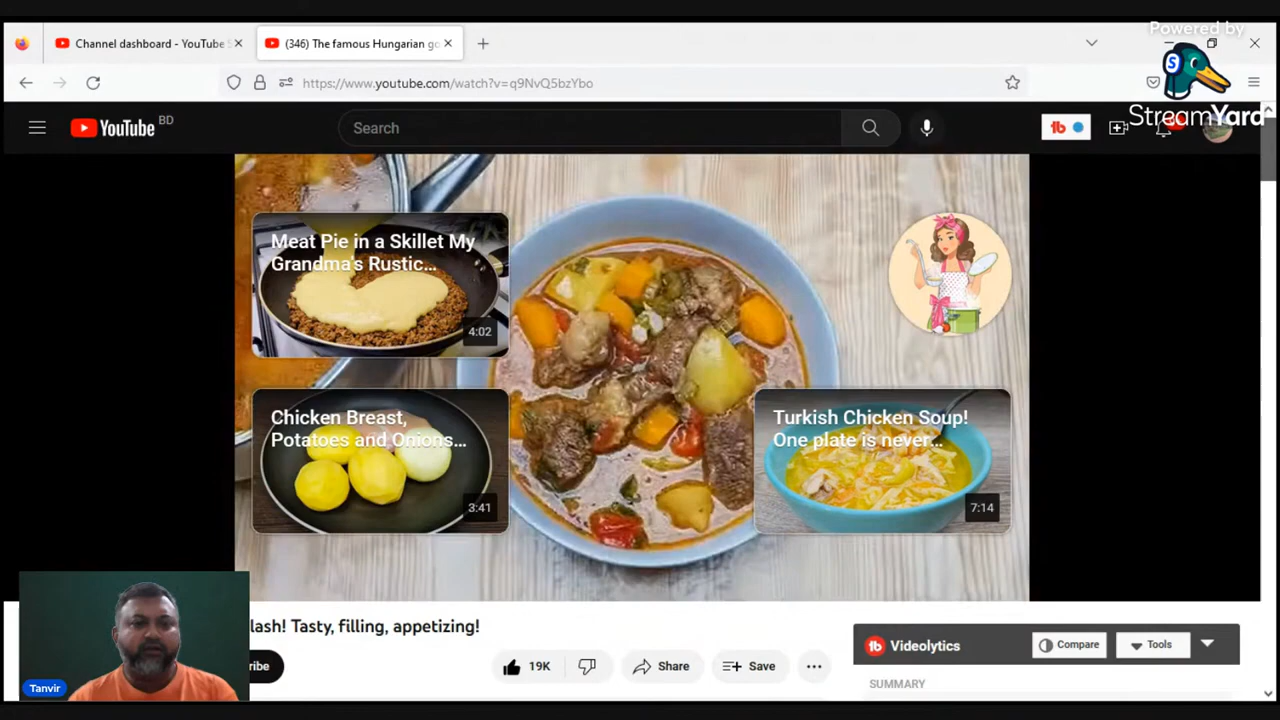 Powered by
StreamYard
Channel dashboard - YouTube S
(346) The famous Hungarian go
https://www.youtube.com/watch?v=q9NvQ5bzYbo
YouTube BD
Search
tb
Meat Pie in a Skillet My
Grandma's Rustic...
4:02
Chicken Breast,
Potatoes and Onions...
3:41
Turkish Chicken Soup!
One plate is never...
7:14
lash! Tasty, filling, appetizing!
ibe
19K
Share
Save
tb Videolytics
Compare
Tools
SUMMARY
Tanvir